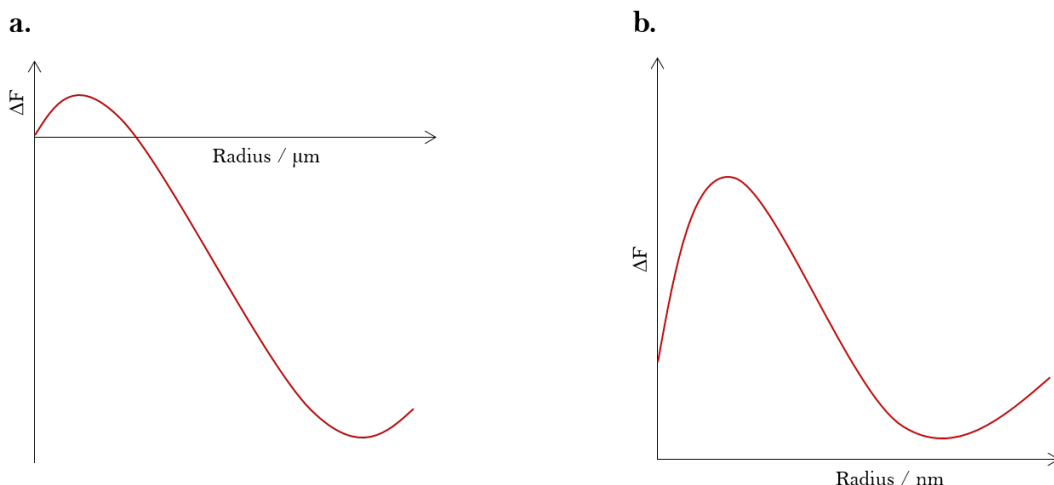 a.
ΔF
Radius / μm
b.
ΔF
Radius / nm